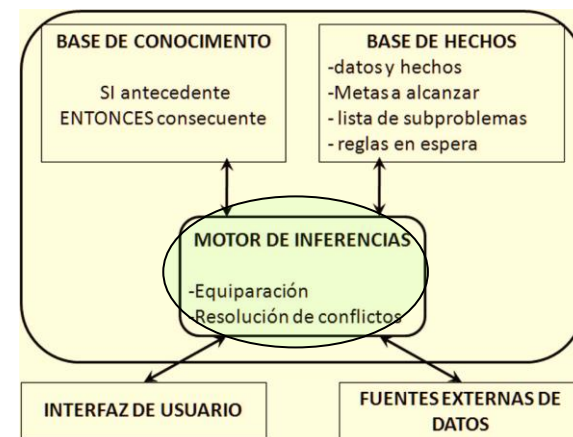 BASE DE CONOCIMENTO
SI antecedente
ENTONCES consecuente
BASE DE HECHOS
-datos y hechos
-Metas a alcanzar
- lista de subproblemas
- reglas en espera
MOTOR DE INFERENCIAS
-Equiparación
-Resolución de conflictos
INTERFAZ DE USUARIO
FUENTES EXTERNAS DE
DATOS